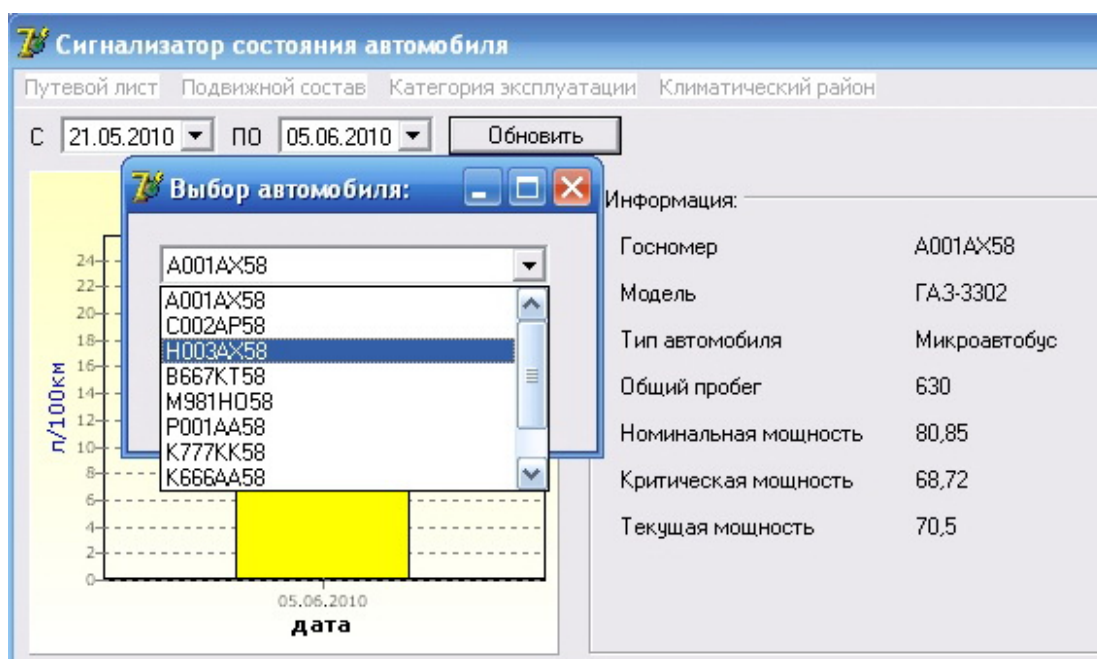 Сигнализатор состояния автомобиля
Путевой лист Подвижной состав Категория эксплуатации Климатический район
С 21.05.2010 ПО 05.06.2010 Обновить
Выбор автомобиля:
А001АХ58
А001АХ58
С002АР58
Н003АХ58
В667КТ58
М981НО58
Р001АА58
К777КК58
К666АА58
24
22
20
18
16
14
12
10
8
6
4
2
0
л/100км
05.06.2010
дата
Информация:
Госномер А001АХ58
Модель ГАЗ-3302
Тип автомобиля Микроавтобус
Общий пробег 630
Номинальная мощность 80,85
Критическая мощность 68,72
Текущая мощность 70,5